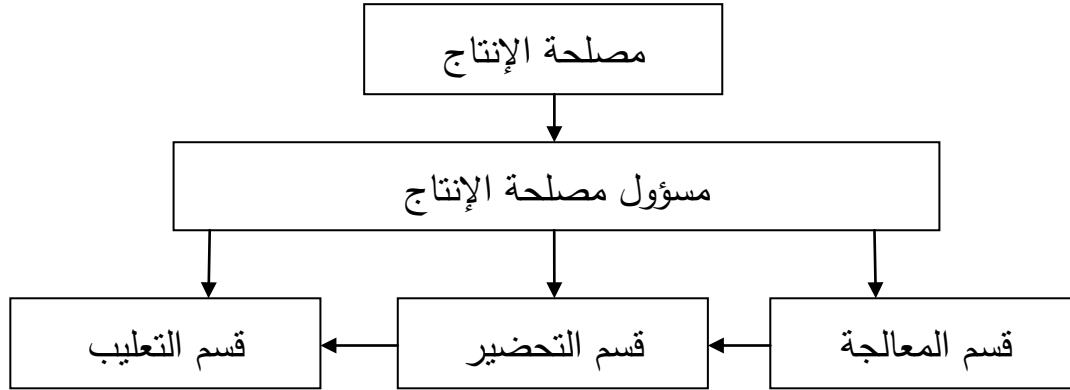 مصلحة الإنتاج
مسؤول مصلحة الإنتاج
قسم المعالجة
قسم التحضير
قسم التعليب